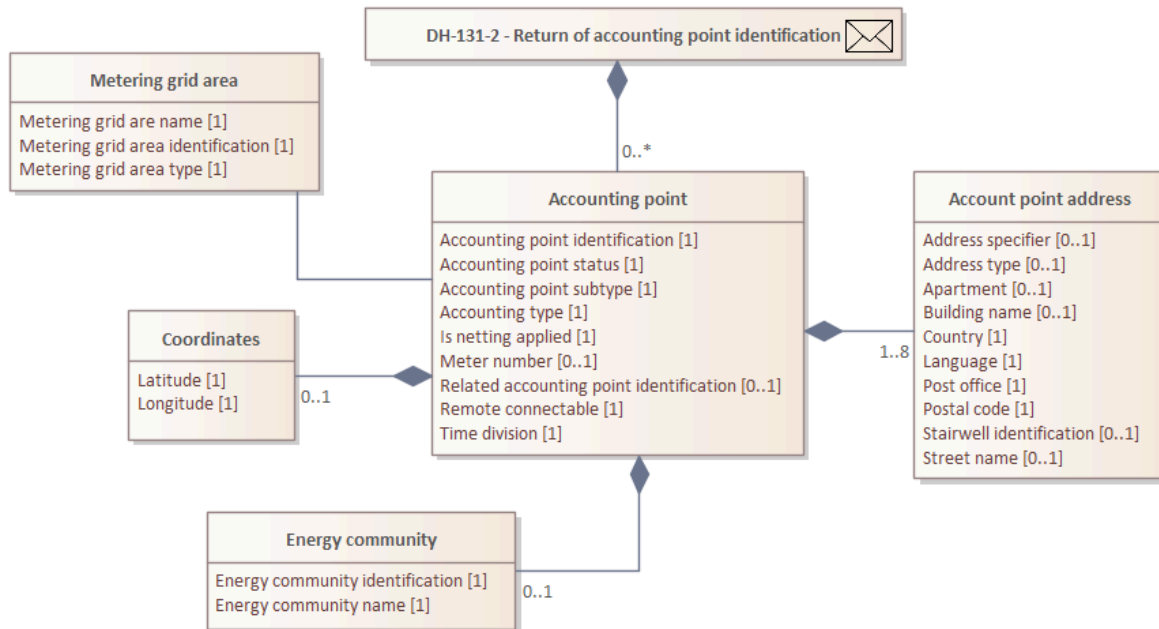 DH-131-2 - Return of accounting point identification
Metering grid area
Metering grid are name [1]
Metering grid area identification [1]
Metering grid area type [1]
0..*
Accounting point
Accounting point identification [1]
Accounting point status [1]
Accounting point subtype [1]
Accounting type [1]
Is netting applied [1]
Meter number [0..1]
Related accounting point identification [0..1]
Remote connectable [1]
Time division [1]
Account point address
Address specifier [0..1]
Address type [0..1]
Apartment [0..1]
Building name [0..1]
Country [1]
Language [1]
Post office [1]
Postal code [1]
Stairwell identification [0..1]
Street name [0..1]
1..8
Coordinates
Latitude [1]
Longitude [1]
0..1
Energy community
Energy community identification [1]
Energy community name [1]
0..1